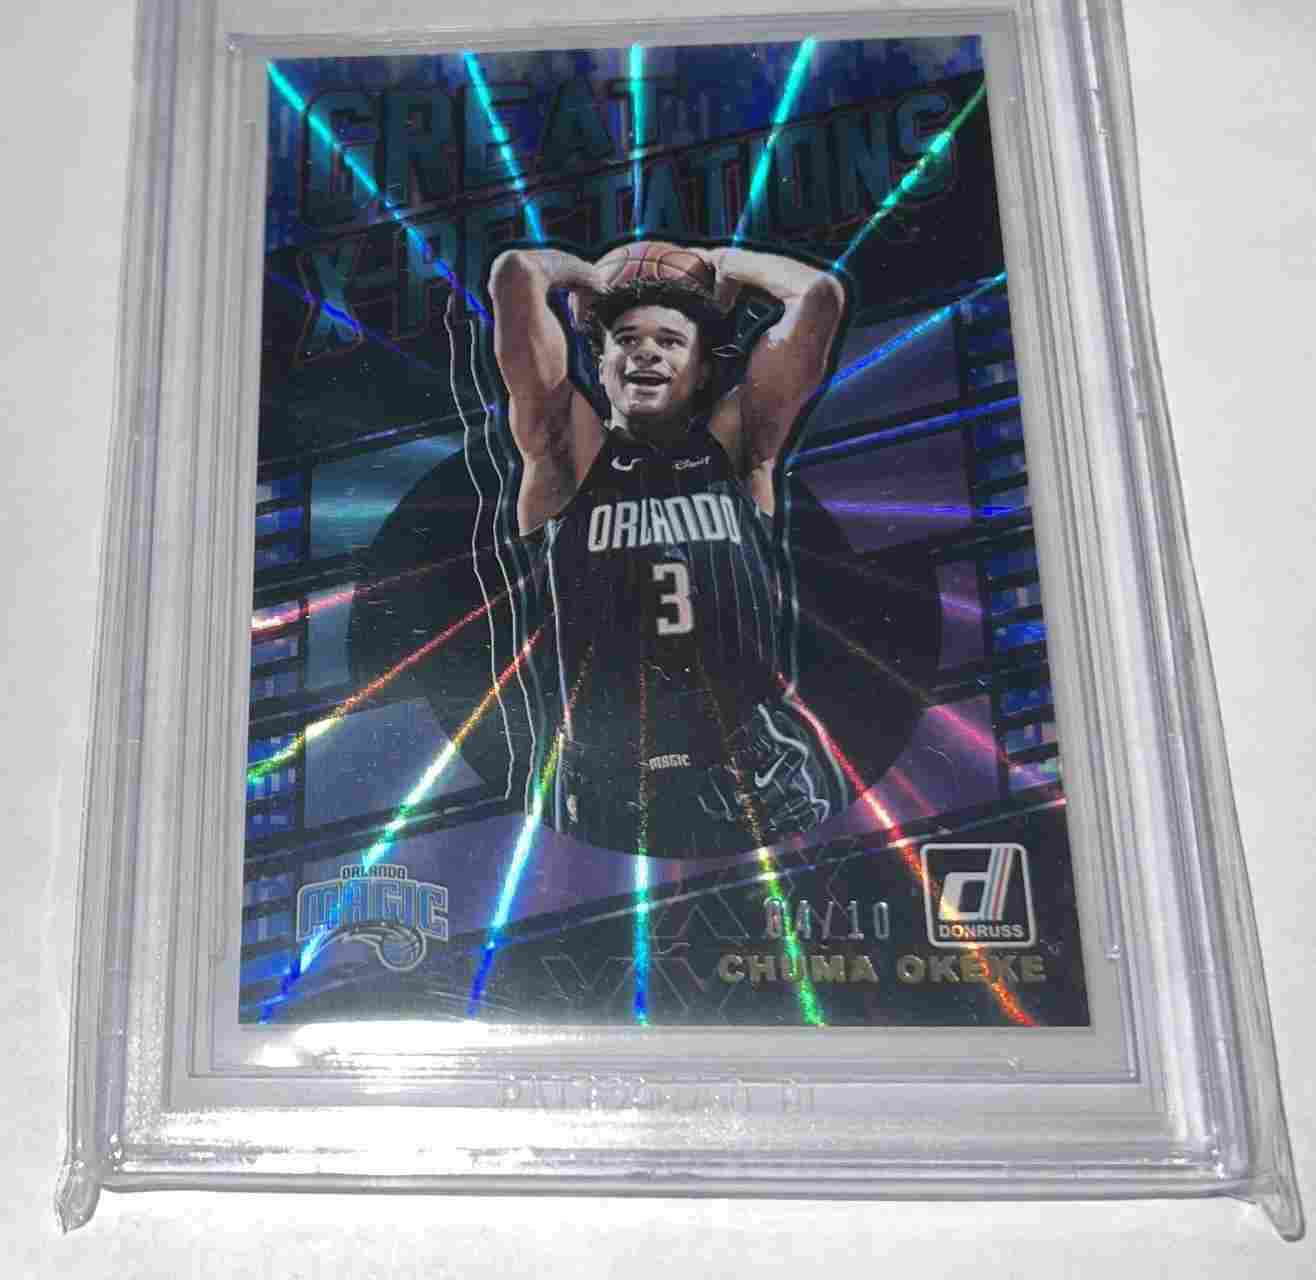 GREAT
X-PECTATIONS
ORLANDO
3
MAGIC
ORLANDO
MAGIC
04/10
DONRUSS
CHUMA OKEKE